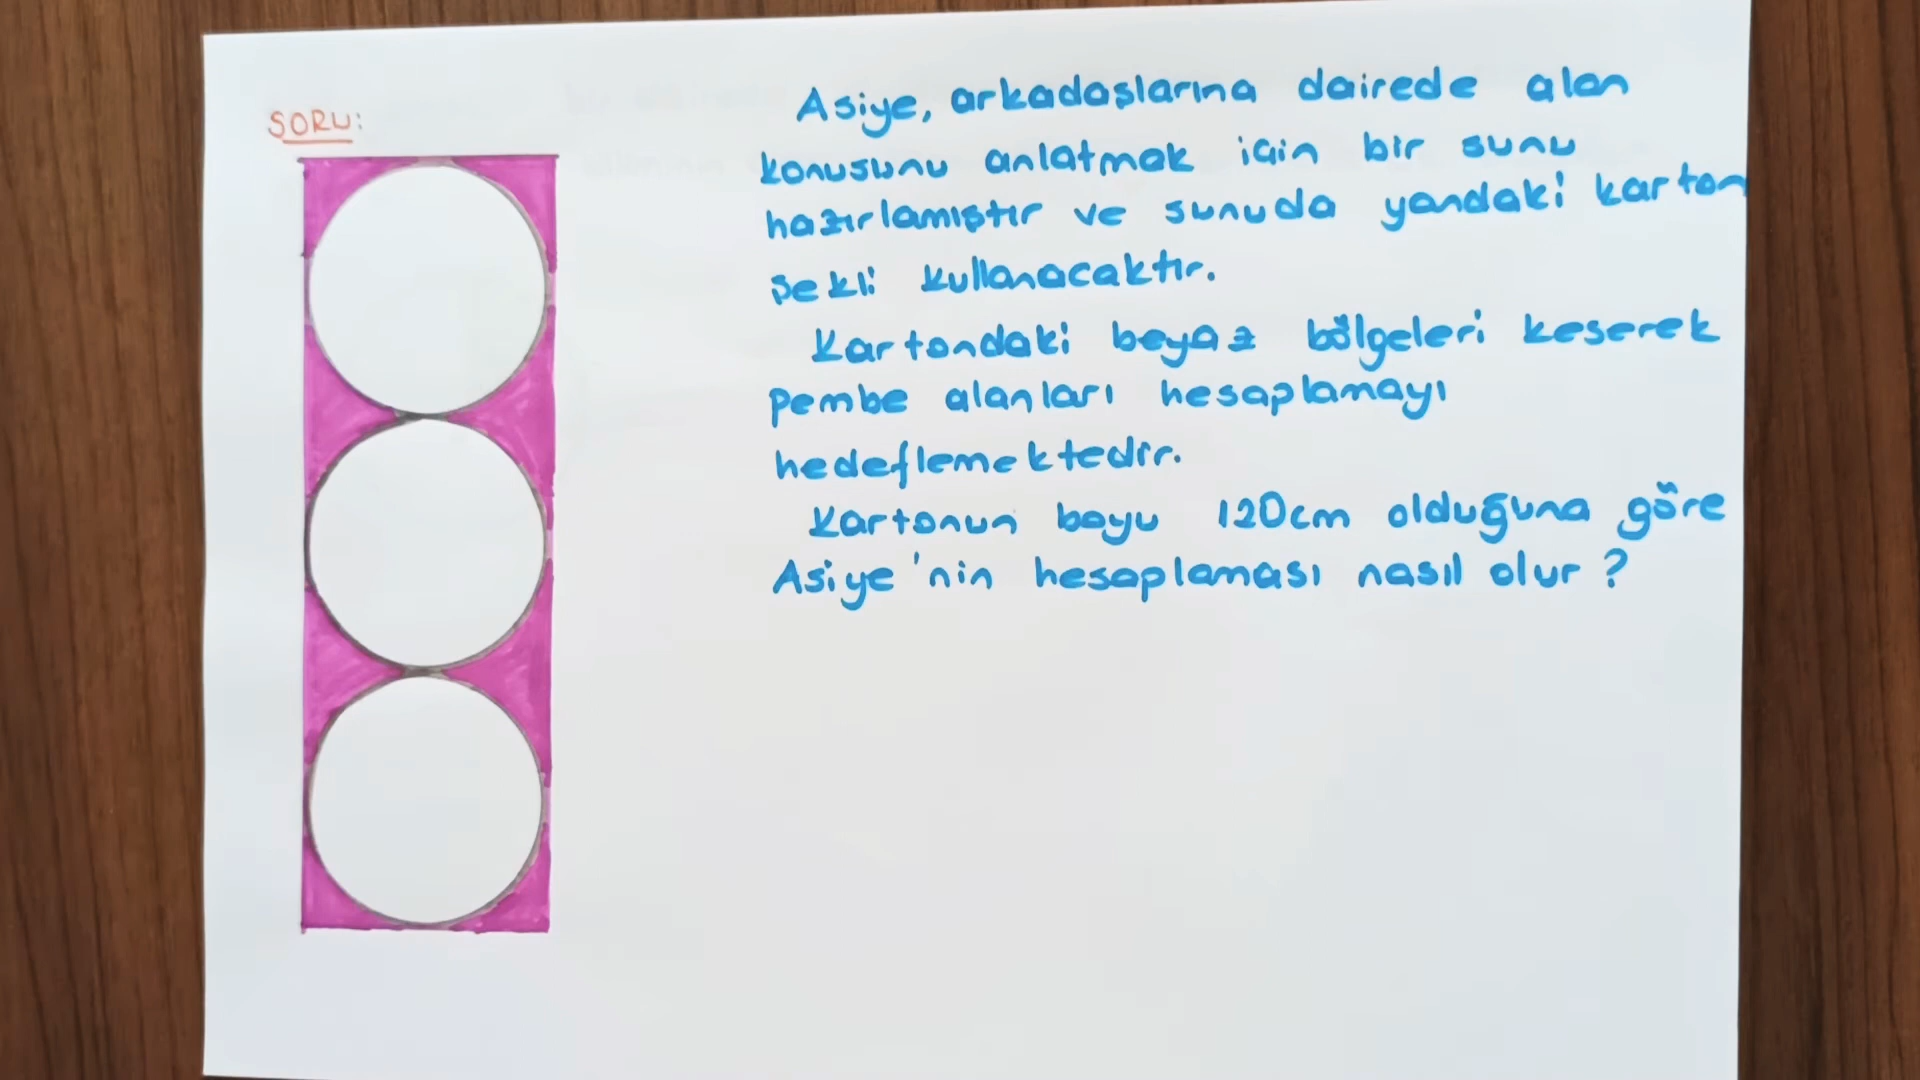 SORU:
Asiye, arkadaşlarına dairede alan
konusunu anlatmak için bir sunu
hazırlamıştır ve sunuda yandaki karton
şekli kullanacaktır.
Kartondaki beyaz bölgeleri keserek
pembe alanları hesaplamayı
hedeflemektedir.
Kartonun boyu 120cm olduğuna göre
Asiye'nin hesaplaması nasıl olur?